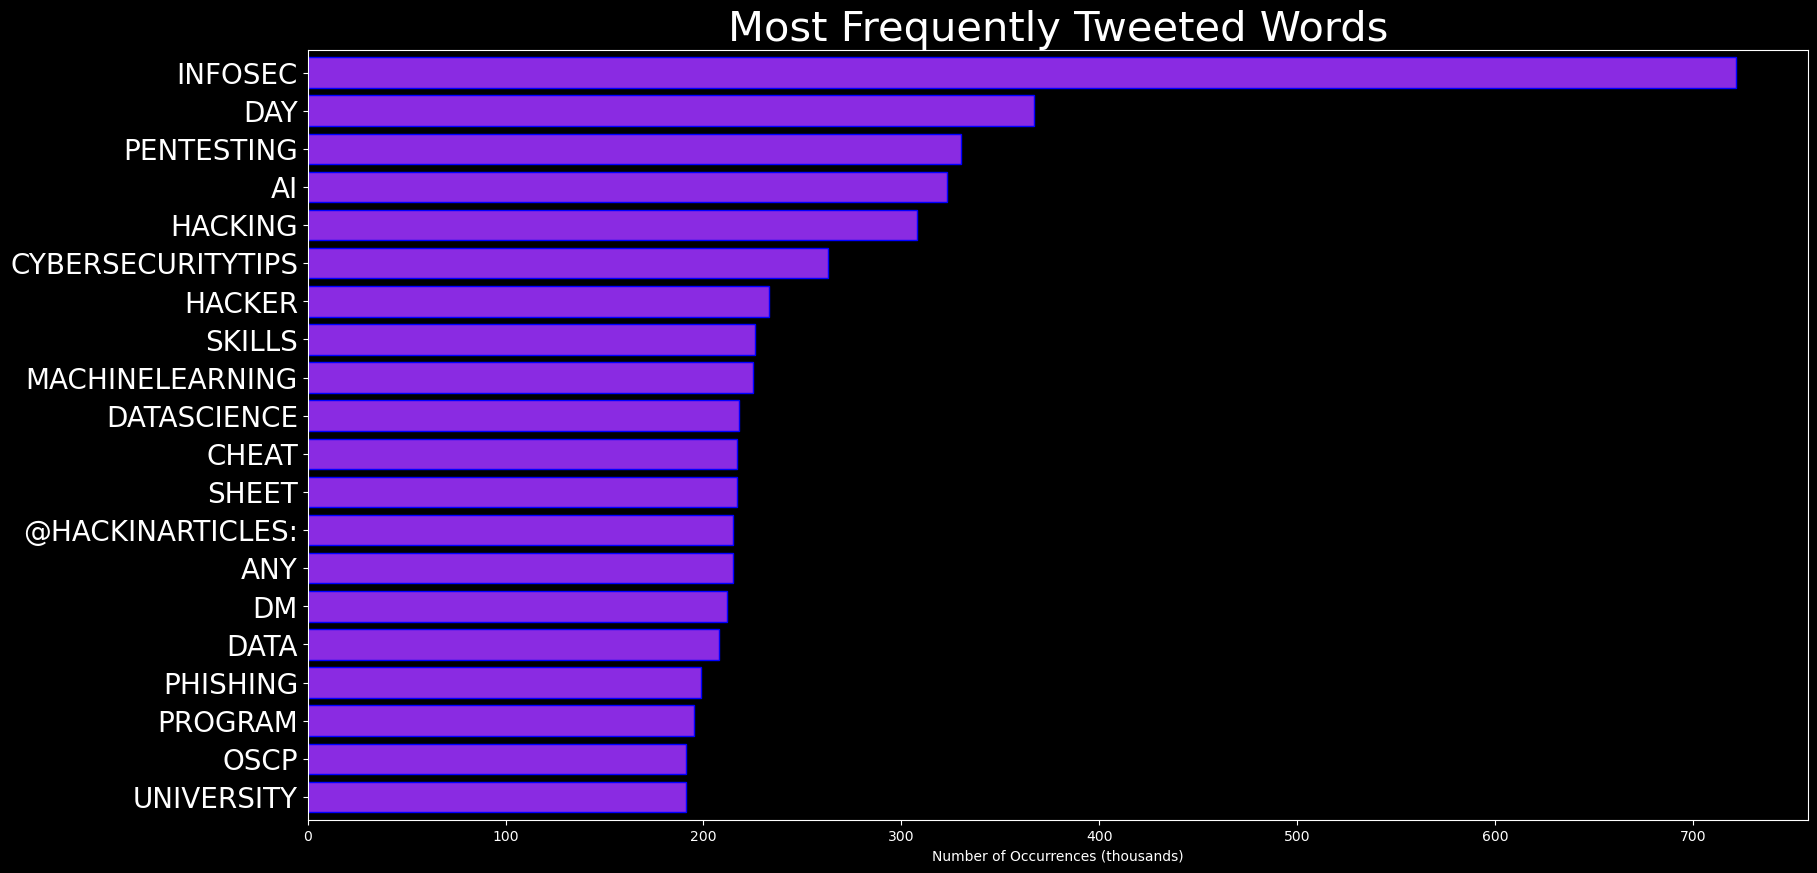 Most Frequently Tweeted Words
INFOSEC
DAY
PENTESTING
AI
HACKING
CYBERSECURITYTIPS
HACKER
SKILLS
MACHINELEARNING
DATASCIENCE
CHEAT
SHEET
@HACKINARTICLES:
ANY
DM
DATA
PHISHING
PROGRAM
OSCP
UNIVERSITY
0 100 200 300 400 500 600 700
Number of Occurrences (thousands)